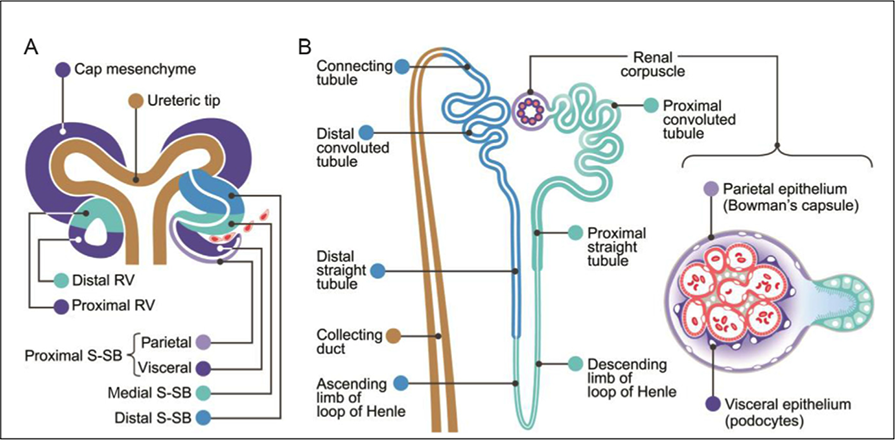 A
Cap mesenchyme
Ureteric tip
Distal RV
Proximal RV
Proximal S-SB
Parietal
Visceral
Medial S-SB
Distal S-SB
B
Connecting
tubule
Distal
convoluted
tubule
Distal
straight
tubule
Collecting
duct
Ascending
limb of
loop of Henle
Renal
corpuscle
Proximal
convoluted
tubule
Proximal
straight
tubule
Descending
limb of
loop of Henle
Parietal epithelium
(Bowman's capsule)
Visceral epithelium
(podocytes)